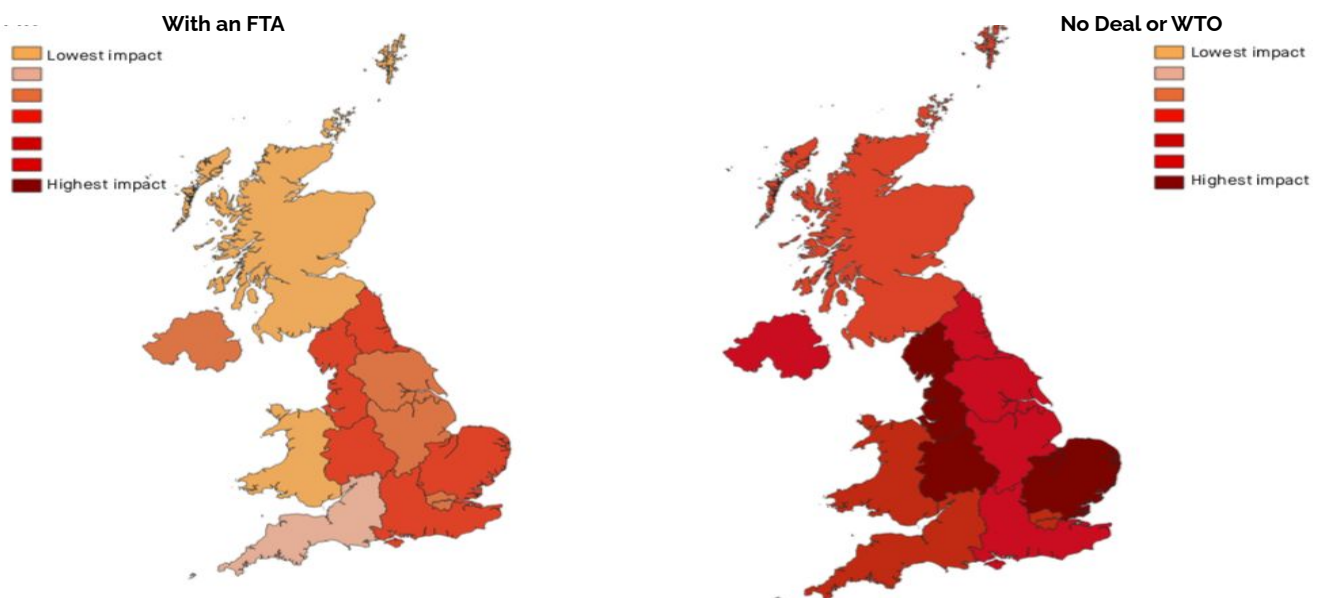 With an FTA
Lowest impact
Highest impact
No Deal or WTO
Lowest impact
Highest impact